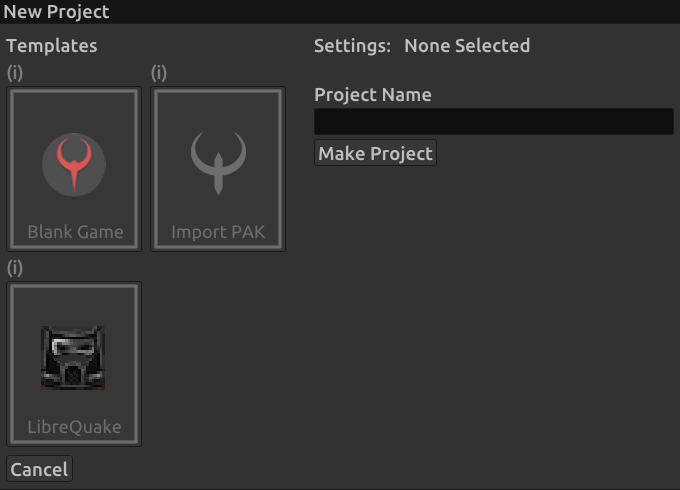 New Project
Templates
(i) (i)
Blank Game Import PAK
(i)
LibreQuake
Cancel
Settings: None Selected
Project Name
Make Project